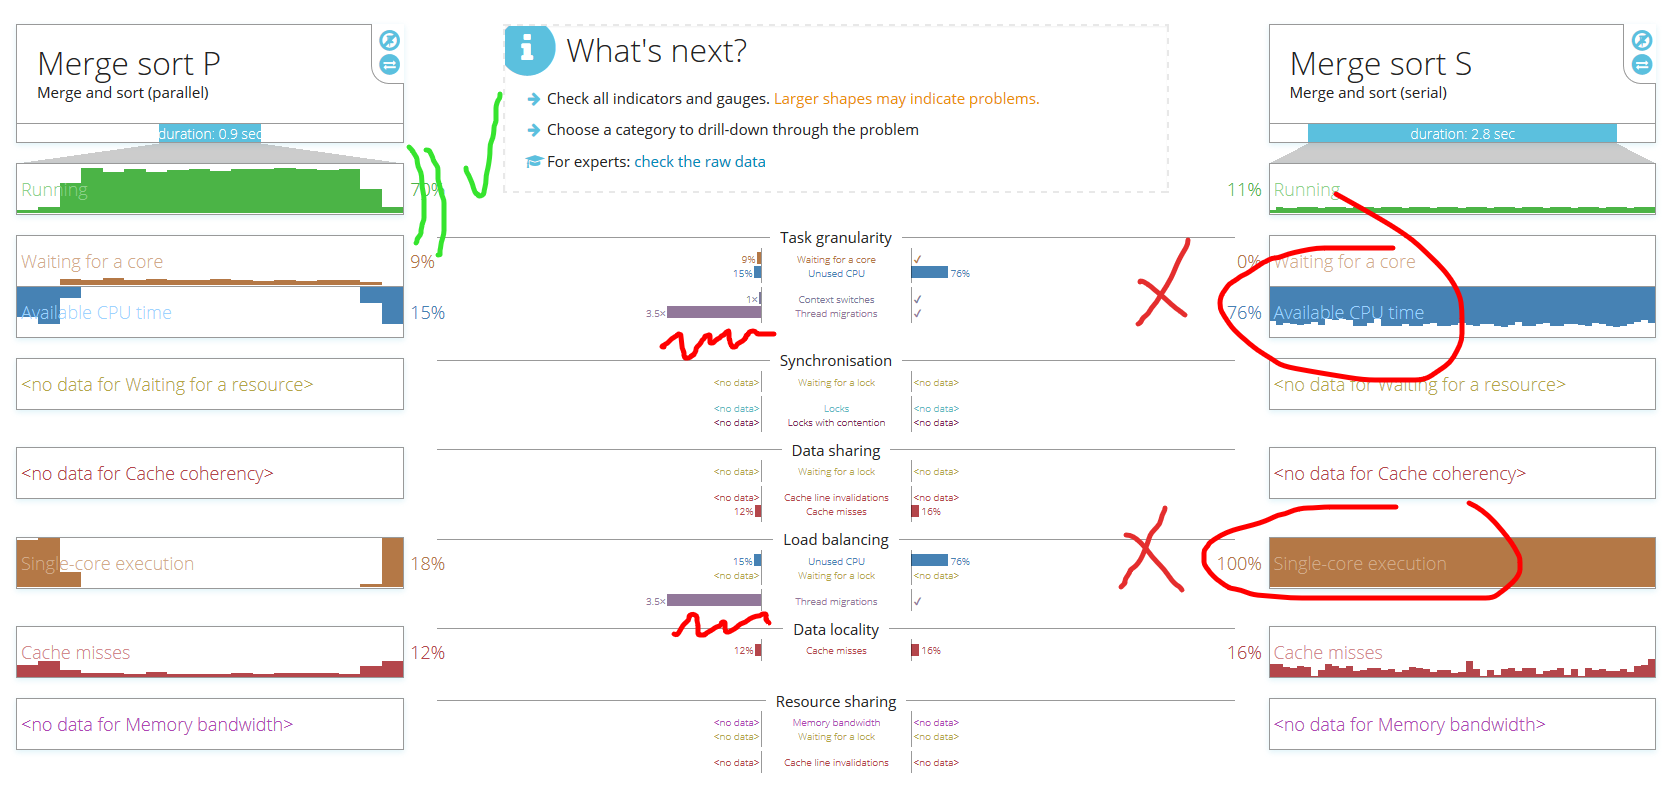 Merge sort P
Merge and sort (parallel)
duration: 0.9 sec
Running
70%
Waiting for a core
9%
Available CPU time
15%
<no data for Waiting for a resource>
<no data for Cache coherency>
Single-core execution
18%
Cache misses
12%
<no data for Memory bandwidth>
i What's next?
Check all indicators and gauges. Larger shapes may indicate problems.
Choose a category to drill-down through the problem
For experts: check the raw data
Task granularity
9% Waiting for a core ✓
15% Unused CPU 76%
1× Context switches ✓
3.5× Thread migrations ✓
Synchronisation
<no data> Waiting for a lock <no data>
<no data> Locks <no data>
<no data> Locks with contention <no data>
Data sharing
<no data> Waiting for a lock <no data>
<no data> Cache line invalidations <no data>
12% Cache misses 16%
Load balancing
15% Unused CPU 76%
<no data> Waiting for a lock <no data>
3.5× Thread migrations ✓
Data locality
12% Cache misses 16%
Resource sharing
<no data> Memory bandwidth <no data>
<no data> Waiting for a lock <no data>
<no data> Cache line invalidations <no data>
Merge sort S
Merge and sort (serial)
duration: 2.8 sec
11% Running
0% Waiting for a core
76% Available CPU time
<no data for Waiting for a resource>
<no data for Cache coherency>
100% Single-core execution
16% Cache misses
<no data for Memory bandwidth>